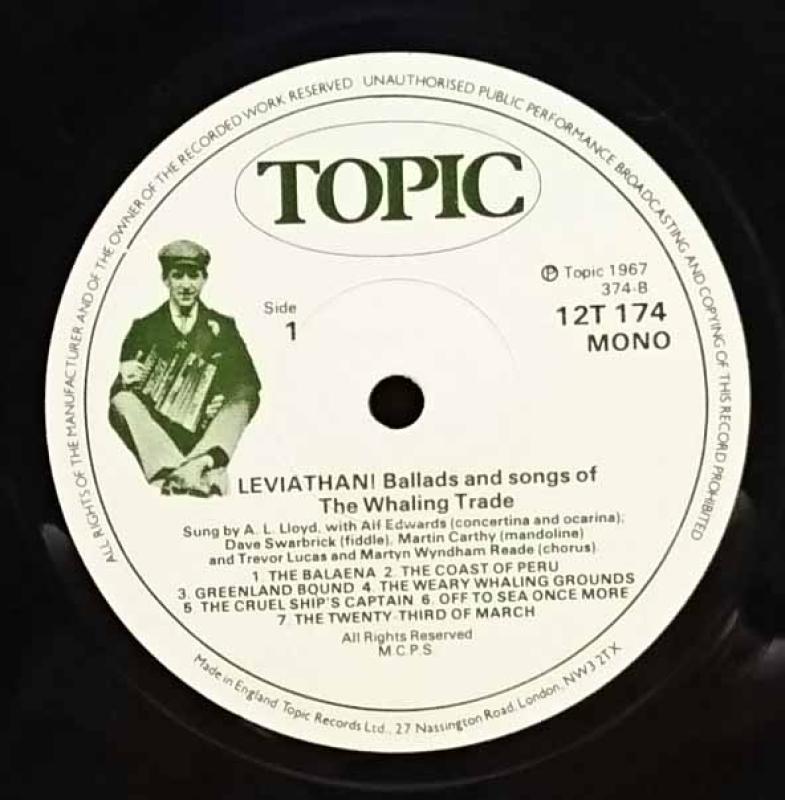 ALL RIGHTS OF THE MANUFACTURER AND OF THE OWNER OF THE RECORDED WORK RESERVED UNAUTHORISED PUBLIC PERFORMANCE BROADCASTING AND COPYING OF THIS RECORD PROHIBITED
TOPIC
Side
1
Ⓟ Topic 1967
374-B
12T 174
MONO
LEVIATHAN! Ballads and songs of
The Whaling Trade
Sung by A. L. Lloyd, with Alf Edwards (concertina and ocarina);
Dave Swarbrick (fiddle), Martin Carthy (mandoline)
and Trevor Lucas and Martyn Wyndham Reade (chorus)
1 THE BALAENA 2. THE COAST OF PERU
3. GREENLAND BOUND 4. THE WEARY WHALING GROUNDS
5 THE CRUEL SHIP'S CAPTAIN 6. OFF TO SEA ONCE MORE
7 THE TWENTY-THIRD OF MARCH
All Rights Reserved
M.C.P.S.
Made in England Topic Records Ltd., 27 Nassington Road, London, NW3 2TX